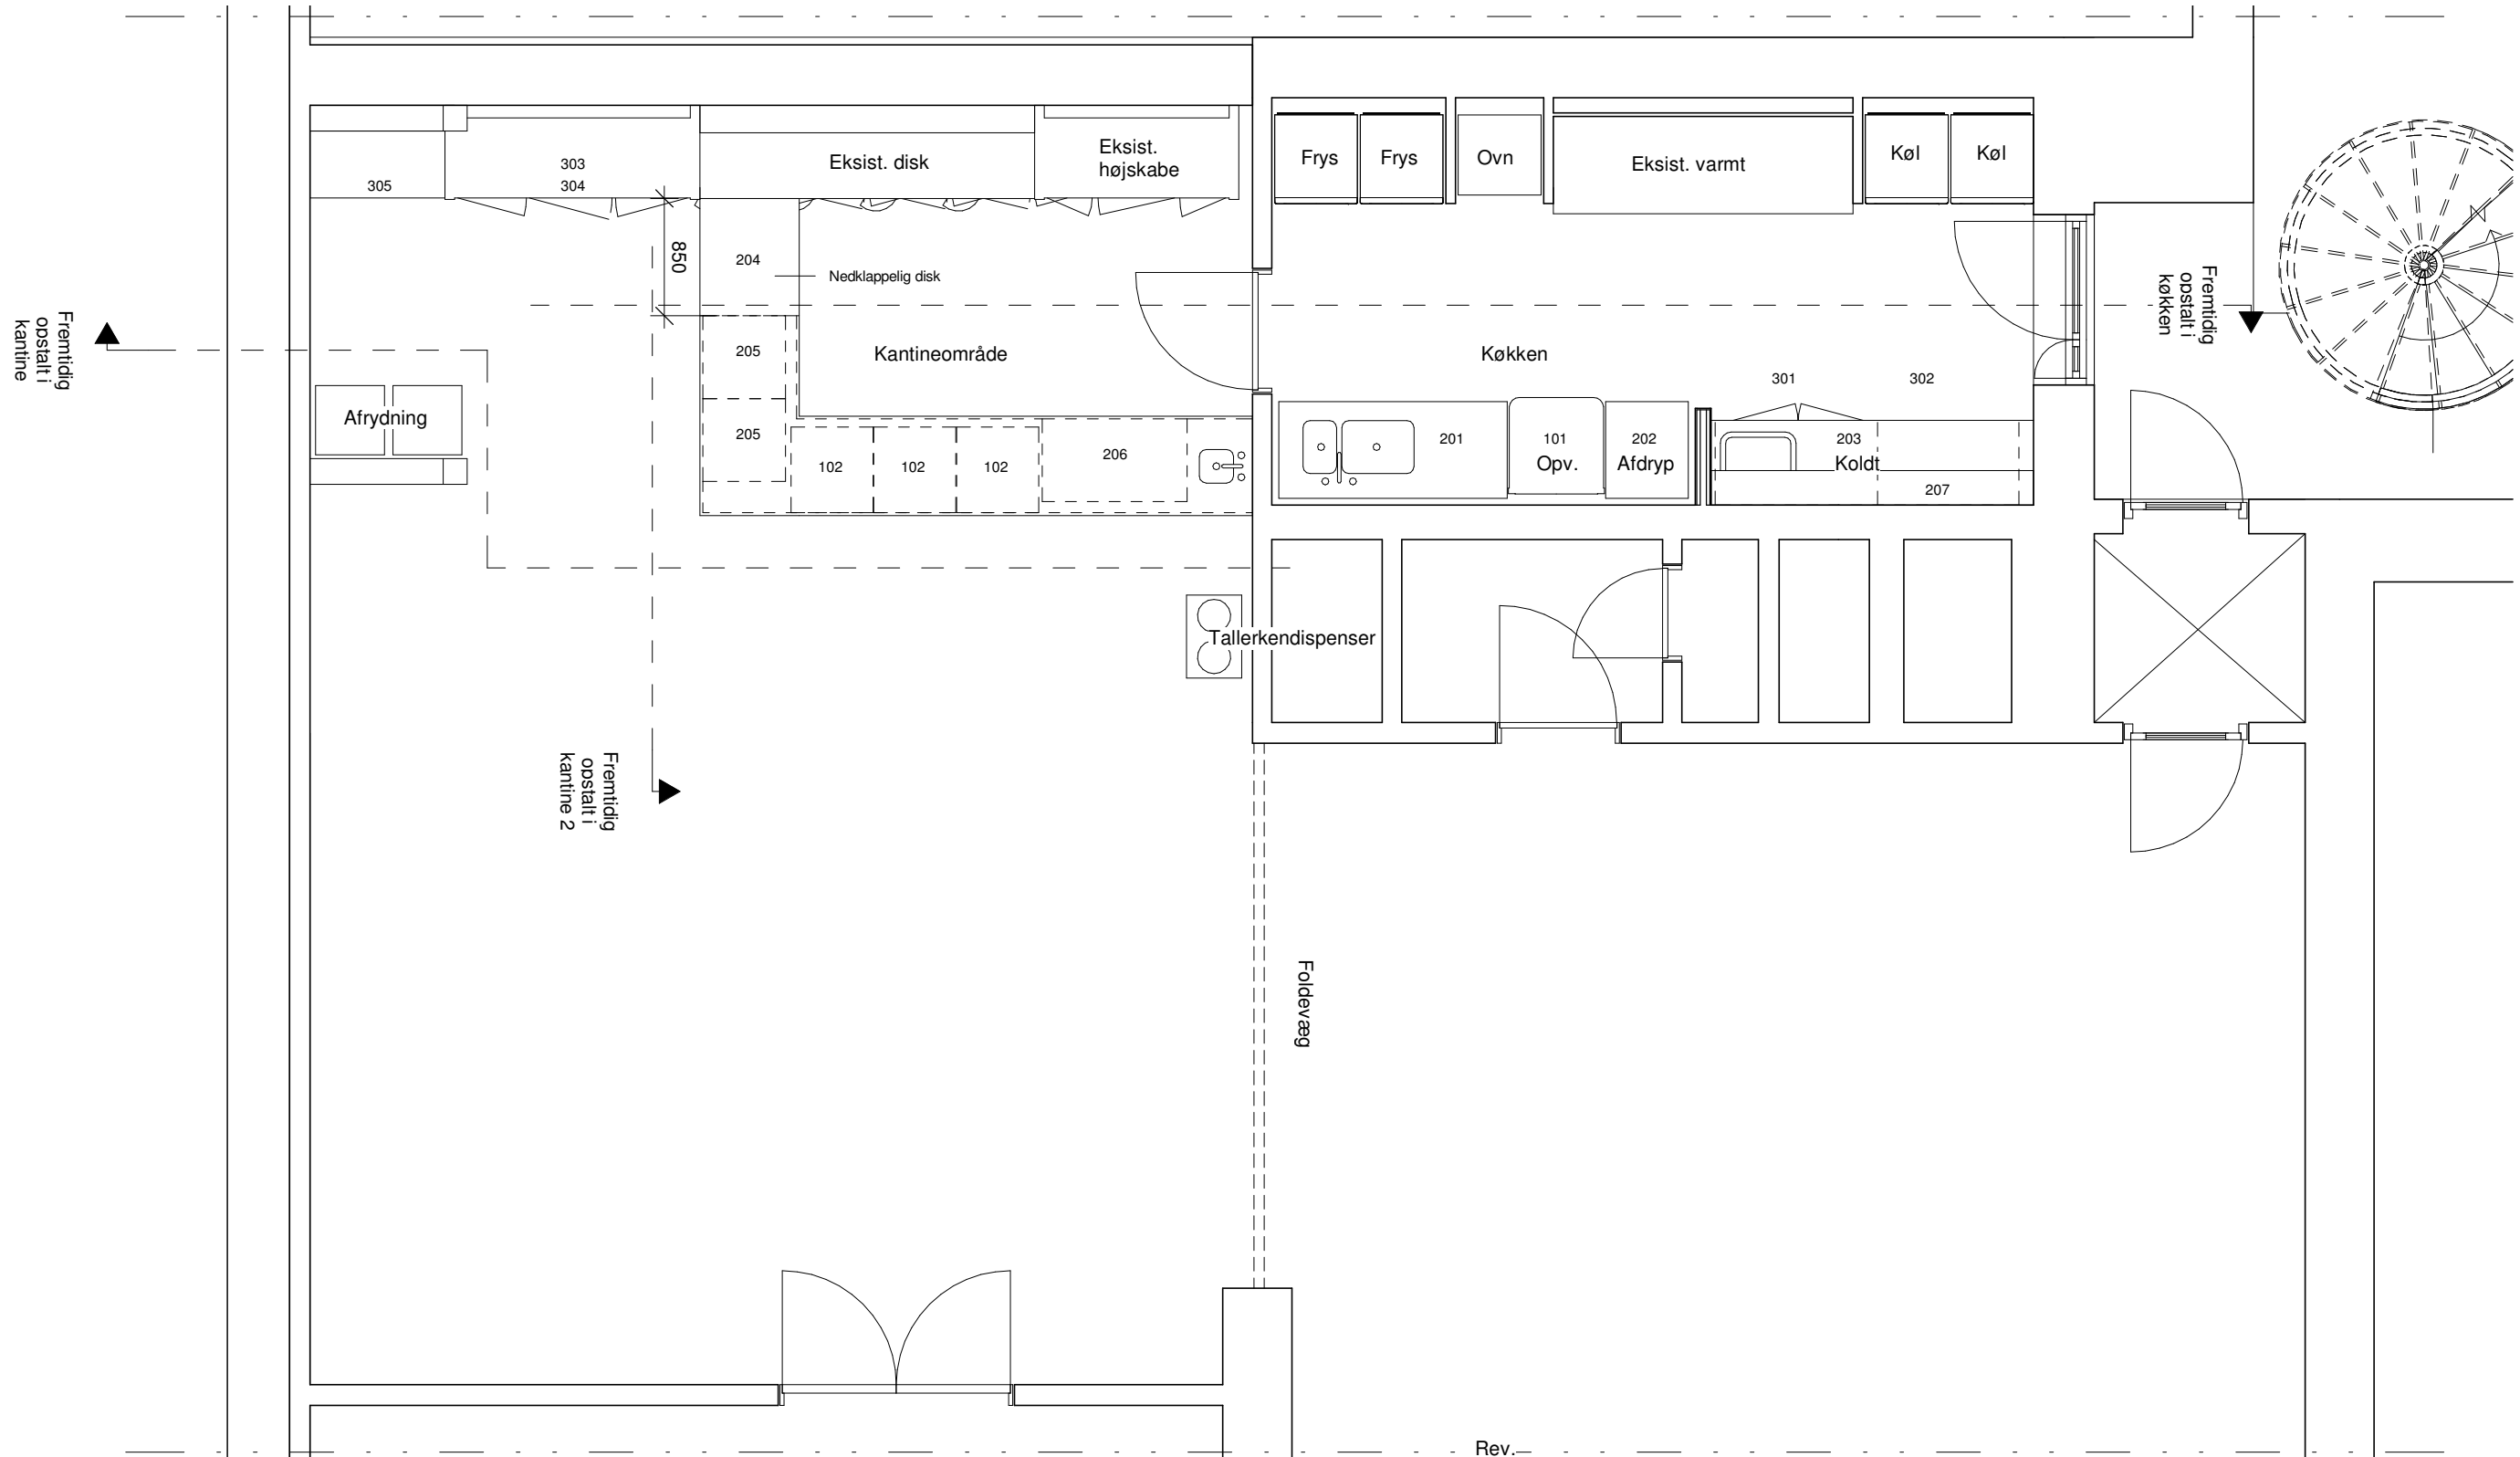 Frys
Frys
Ovn
Eksist. varmt
Køl
Køl
303
304
305
Eksist. disk
Eksist.
højskabe
850
204
Nedklappelig disk
205
205
Kantineområde
Køkken
301
302
Fremtidig
opstalt i
kantine
Fremtidig
opstalt i
køkken
Afrydning
102
102
102
206
201
101
Opv.
202
Afdryp
203
Koldt
207
Tallerkendispenser
Fremtidig
opstalt i
kantine 2
Foldevæg
Rev.